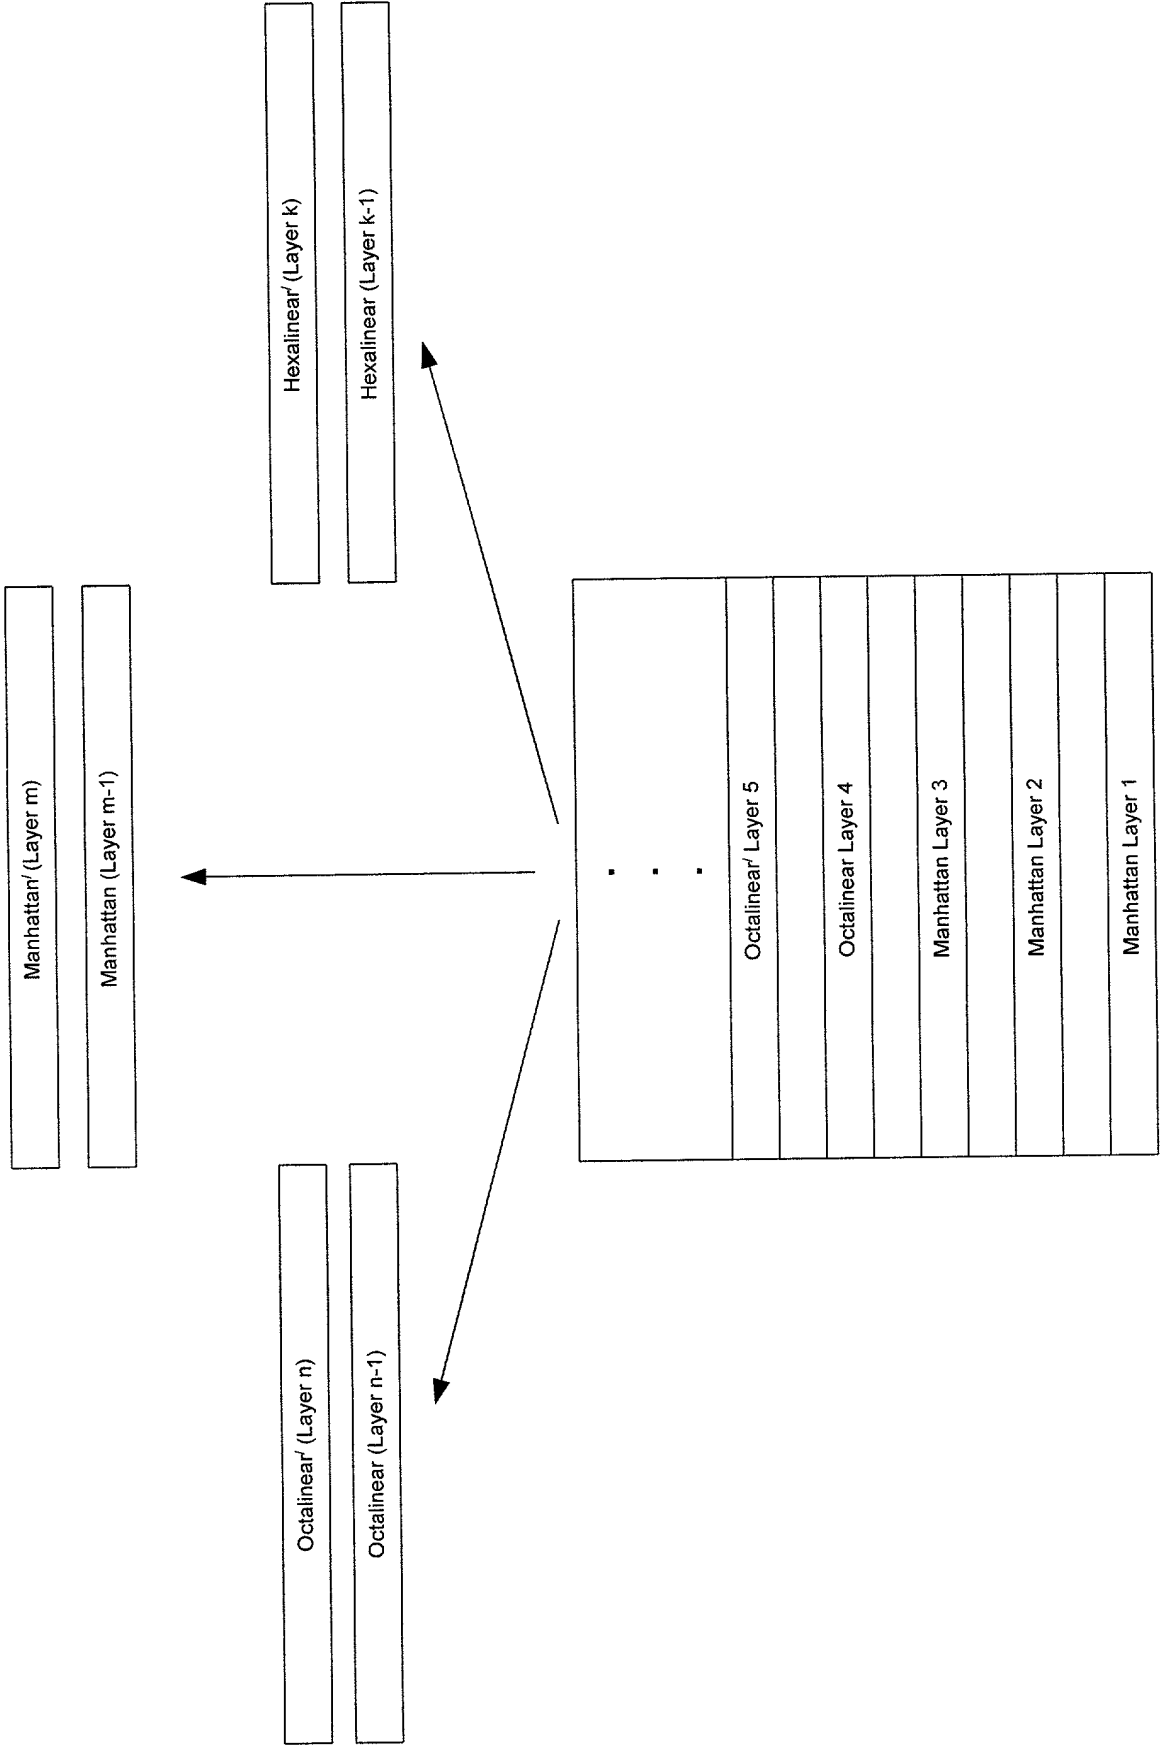 Manhattan/ (Layer m)
Manhattan (Layer m-1)
Octalinear/ (Layer n)
Octalinear (Layer n-1)
Hexalinear/ (Layer k)
Hexalinear (Layer k-1)
Octalinear/ Layer 5
Octalinear Layer 4
Manhattan Layer 3
Manhattan Layer 2
Manhattan Layer 1